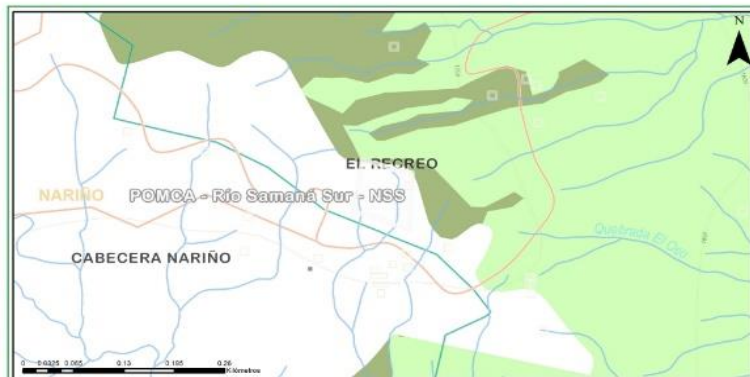 N
EL RECREO
NARIÑO
POMCA - Río Samaná Sur - NSS
Quebrada El Oro
CABECERA NARIÑO
0 0.0325 0.065 0.13 0.195 0.26
Kilómetros